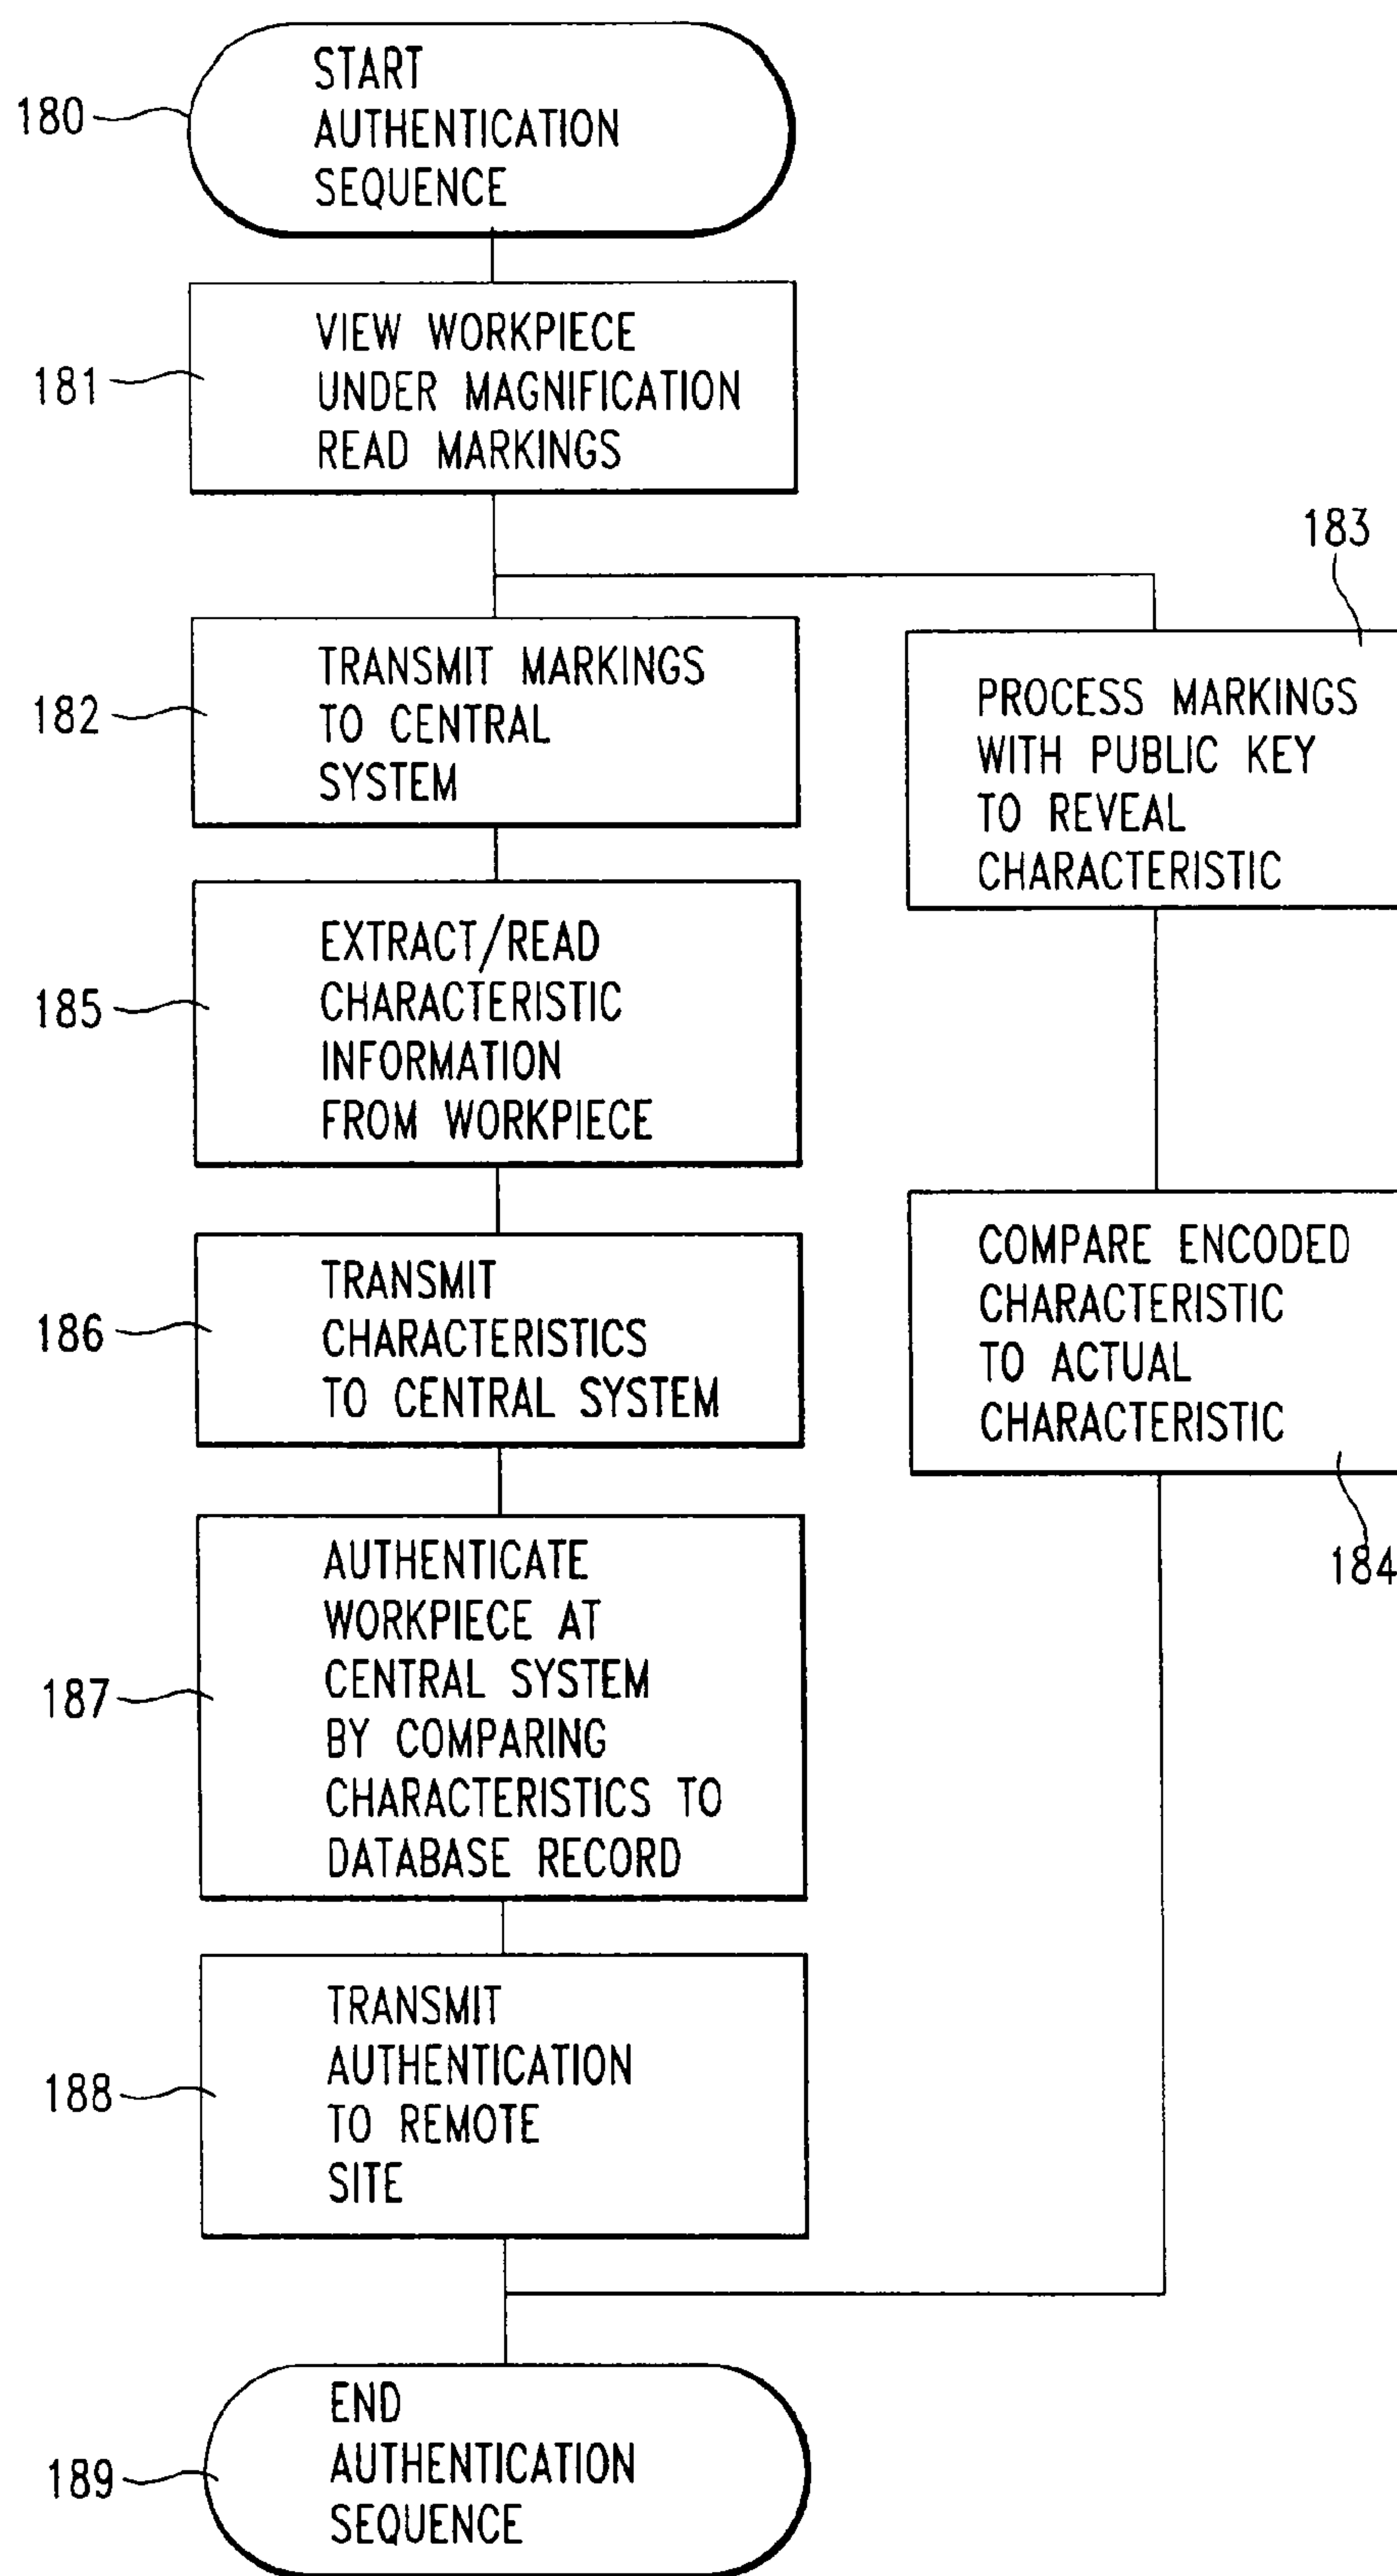 180
START
AUTHENTICATION
SEQUENCE
181
VIEW WORKPIECE
UNDER MAGNIFICATION
READ MARKINGS
182
TRANSMIT MARKINGS
TO CENTRAL
SYSTEM
183
PROCESS MARKINGS
WITH PUBLIC KEY
TO REVEAL
CHARACTERISTIC
185
EXTRACT/READ
CHARACTERISTIC
INFORMATION
FROM WORKPIECE
186
TRANSMIT
CHARACTERISTICS
TO CENTRAL SYSTEM
COMPARE ENCODED
CHARACTERISTIC
TO ACTUAL
CHARACTERISTIC
184
187
AUTHENTICATE
WORKPIECE AT
CENTRAL SYSTEM
BY COMPARING
CHARACTERISTICS TO
DATABASE RECORD
188
TRANSMIT
AUTHENTICATION
TO REMOTE
SITE
189
END
AUTHENTICATION
SEQUENCE